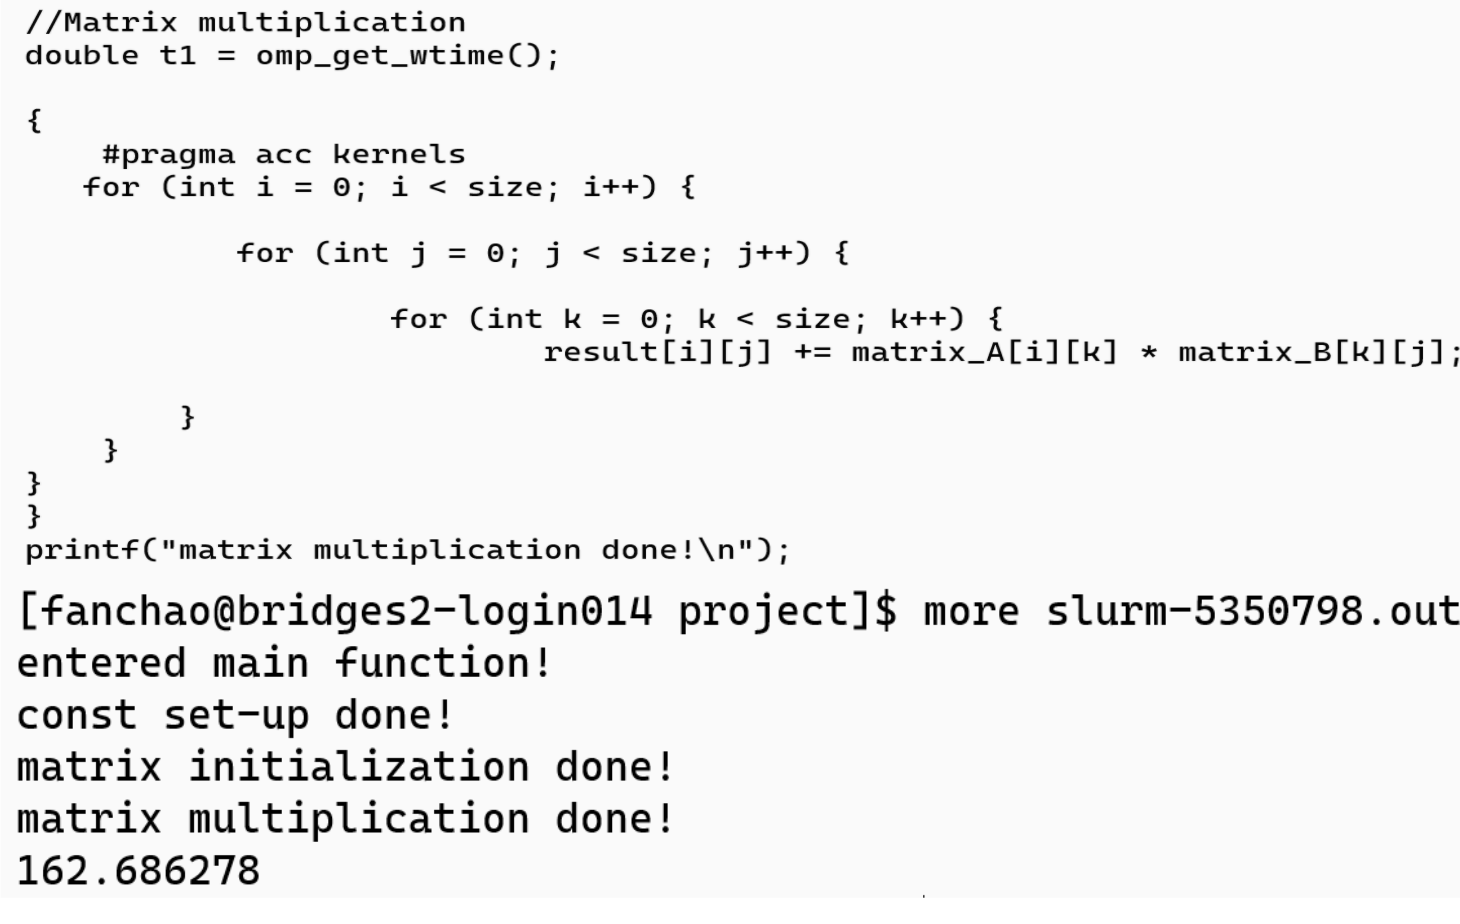 //Matrix multiplication
double t1 = omp_get_wtime();
{
#pragma acc kernels
for (int i = 0; i < size; i++) {
for (int j = 0; j < size; j++) {
for (int k = 0; k < size; k++) {
result[i][j] += matrix_A[i][k] * matrix_B[k][j];
}
}
}
}
printf("matrix multiplication done!\n");
[fanchao@bridges2-login014 project]$ more slurm-5350798.out
entered main function!
const set-up done!
matrix initialization done!
matrix multiplication done!
162.686278